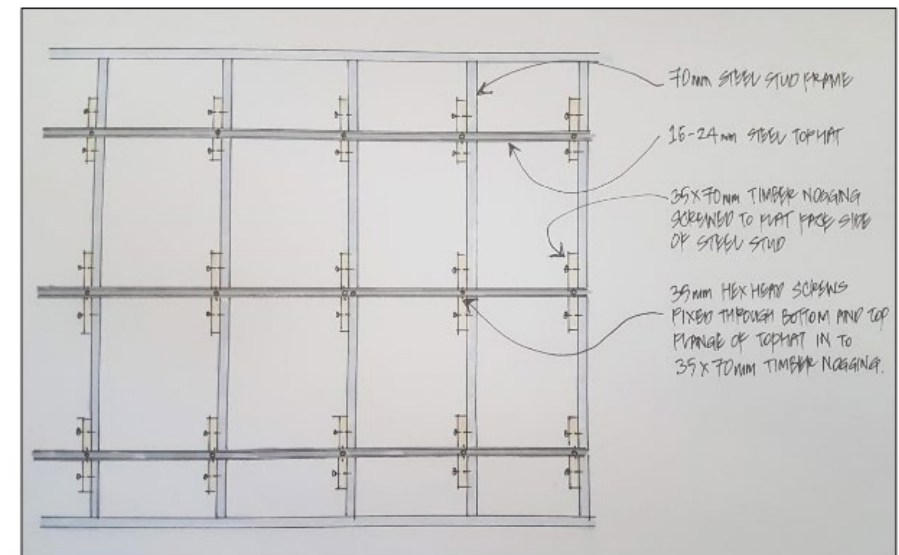 70mm STEEL STUD FRAME
16-24mm STEEL TOPHAT
35X70mm TIMBER NOGGING
SCREWED TO FLAT FACE SIDE
OF STEEL STUD
35mm HEX HEAD SCREWS
FIXED THROUGH BOTTOM AND TOP
FLANGE OF TOPHAT IN TO
35X70mm TIMBER NOGGING.